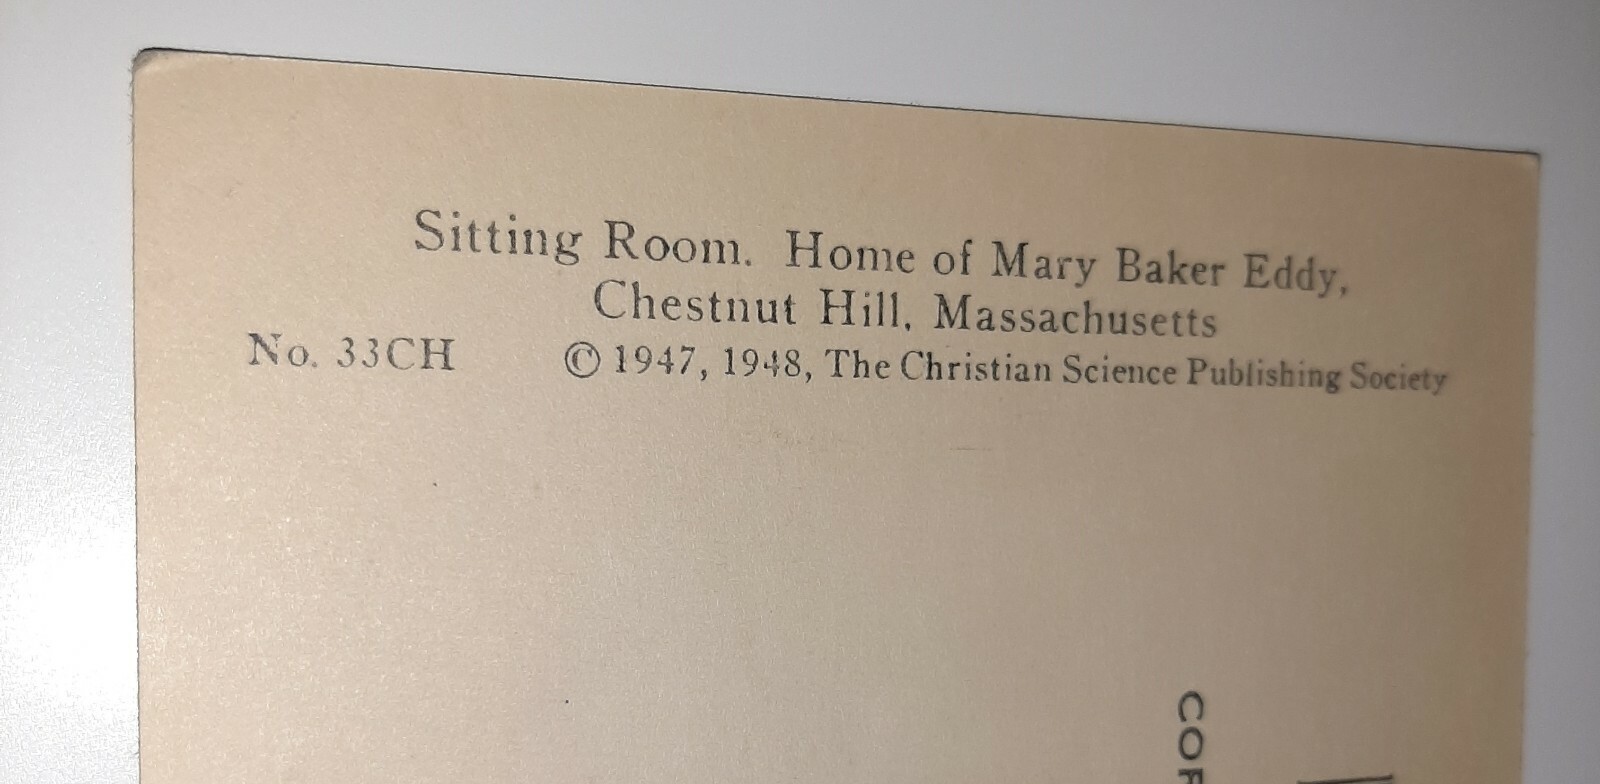 Sitting Room. Home of Mary Baker Eddy,
Chestnut Hill, Massachusetts
No. 33CH © 1947, 1948, The Christian Science Publishing Society